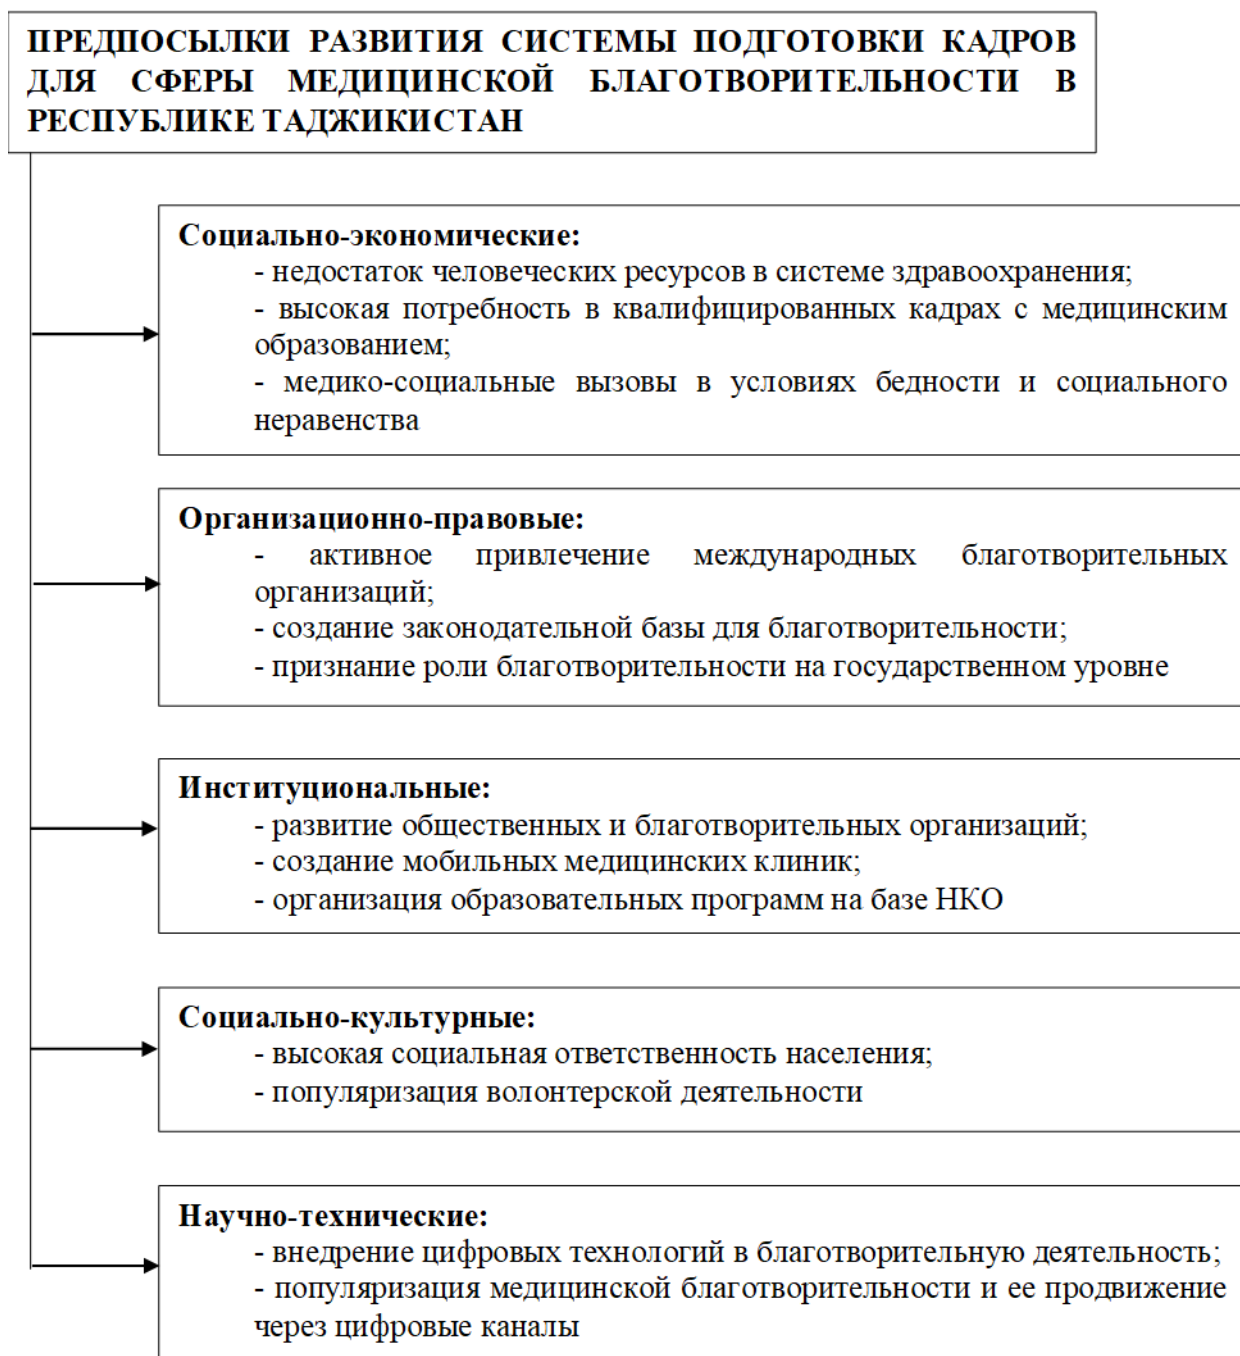 ПРЕДПОСЫЛКИ РАЗВИТИЯ СИСТЕМЫ ПОДГОТОВКИ КАДРОВ
ДЛЯ СФЕРЫ МЕДИЦИНСКОЙ БЛАГОТВОРИТЕЛЬНОСТИ В
РЕСПУБЛИКЕ ТАДЖИКИСТАН
Социально-экономические:
- недостаток человеческих ресурсов в системе здравоохранения;
- высокая потребность в квалифицированных кадрах с медицинским
образованием;
- медико-социальные вызовы в условиях бедности и социального
неравенства
Организационно-правовые:
- активное привлечение международных благотворительных
организаций;
- создание законодательной базы для благотворительности;
- признание роли благотворительности на государственном уровне
Институциональные:
- развитие общественных и благотворительных организаций;
- создание мобильных медицинских клиник;
- организация образовательных программ на базе НКО
Социально-культурные:
- высокая социальная ответственность населения;
- популяризация волонтерской деятельности
Научно-технические:
- внедрение цифровых технологий в благотворительную деятельность;
- популяризация медицинской благотворительности и ее продвижение
через цифровые каналы